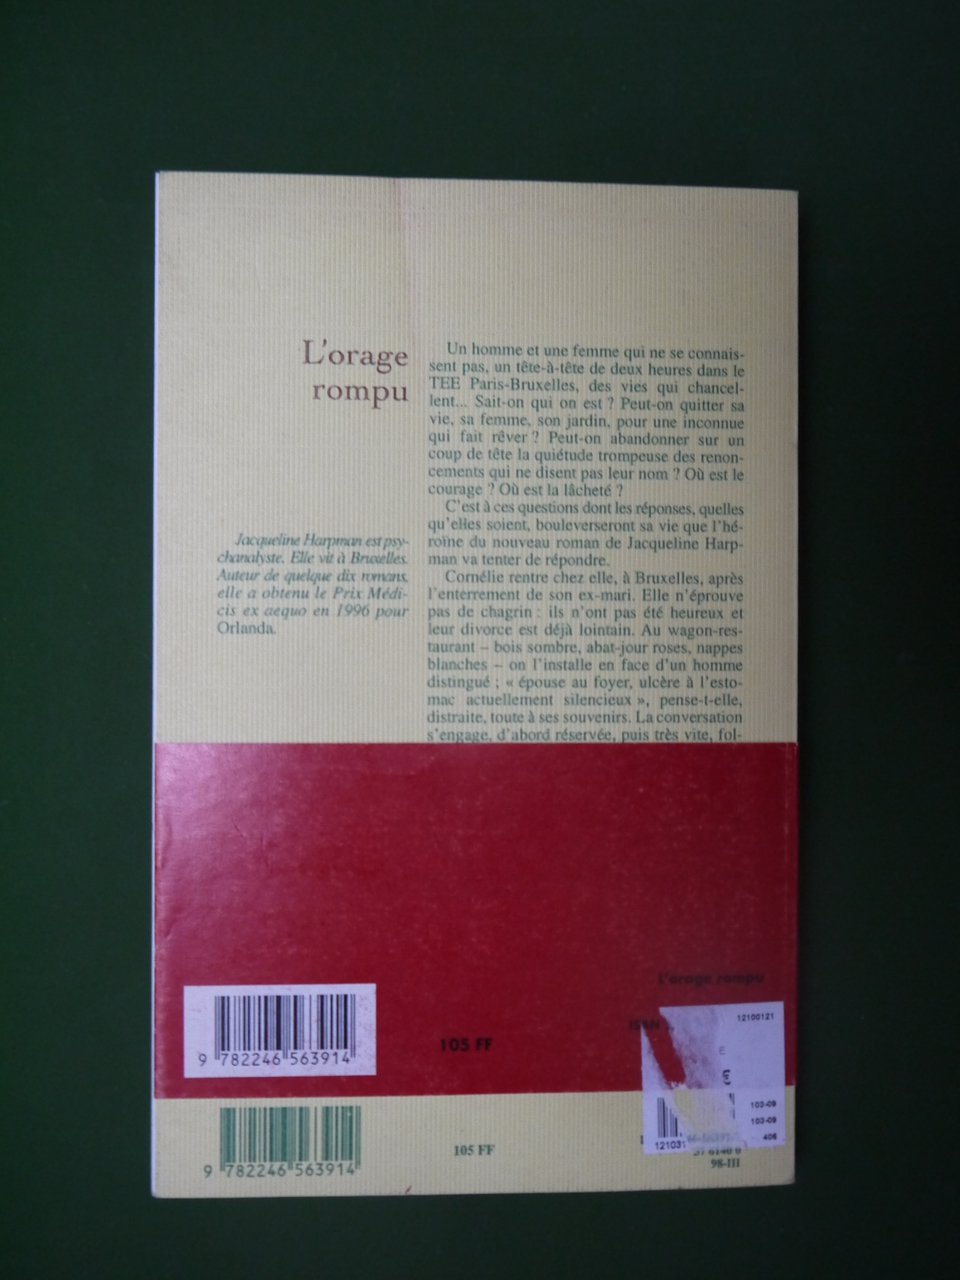 L'orage
rompu
Jacqueline Harpman est psy-
chanalyste. Elle vit à Bruxelles.
Auteur de quelque dix romans,
elle a obtenu le Prix Médi-
cis ex aequo en 1996 pour
Orlanda.
Un homme et une femme qui ne se connais-
sent pas, un tête-à-tête de deux heures dans le
TEE Paris-Bruxelles, des vies qui chancel-
lent... Sait-on qui on est ? Peut-on quitter sa
vie, sa femme, son jardin, pour une inconnue
qui fait rêver ? Peut-on abandonner sur un
coup de tête la quiétude trompeuse des renon-
cements qui ne disent pas leur nom ? Où est le
courage ? Où est la lâcheté ?
C'est à ces questions dont les réponses, quelles
qu'elles soient, bouleverseront sa vie que l'hé-
roïne du nouveau roman de Jacqueline Harp-
man va tenter de répondre.
Cornélie rentre chez elle, à Bruxelles, après
l'enterrement de son ex-mari. Elle n'éprouve
pas de chagrin : ils n'ont pas été heureux et
leur divorce est déjà lointain. Au wagon-res-
taurant – bois sombre, abat-jour roses, nappes
blanches – on l'installe en face d'un homme
distingué ; « épouse au foyer, ulcère à l'esto-
mac actuellement silencieux », pense-t-elle,
distraite, toute à ses souvenirs. La conversation
s'engage, d'abord réservée, puis très vite, fol-
L'orage rompu
ISBN
12100121
E
€
105 FF
9 782246 563914
103-09
103-09
406
121031
9 782246 563914
105 FF
98-III